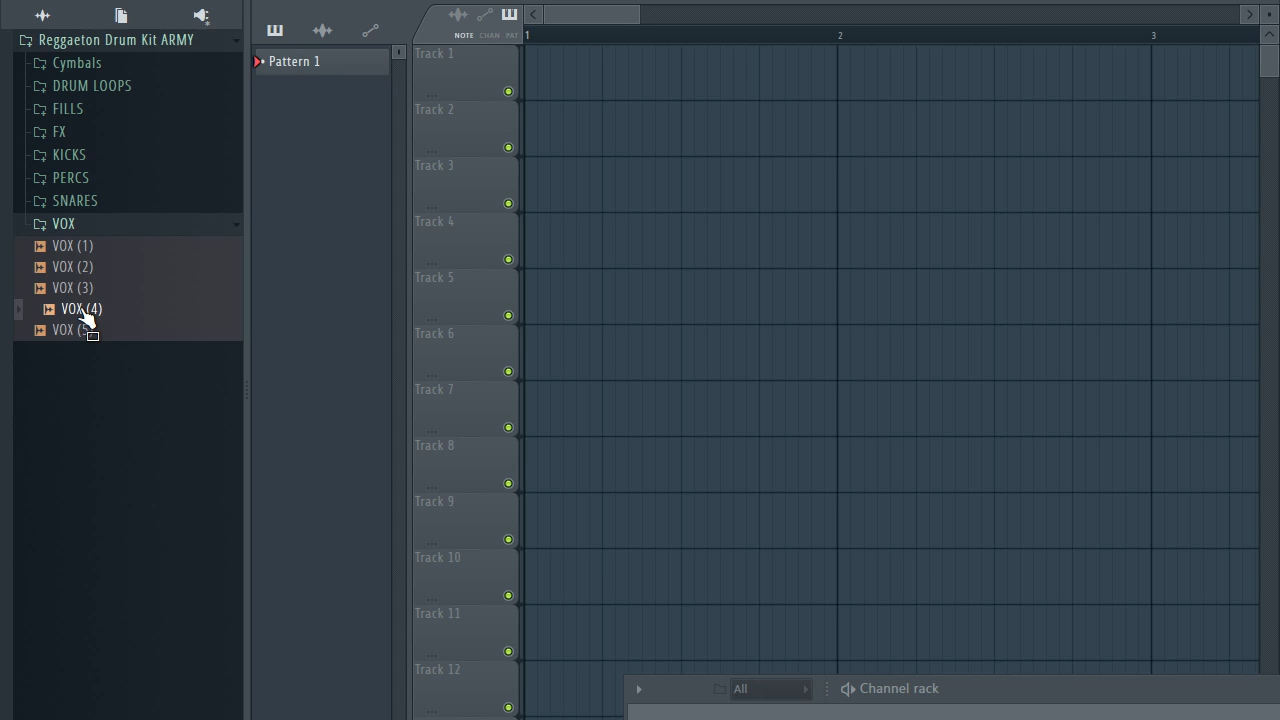 Reggaeton Drum Kit ARMY
Cymbals
DRUM LOOPS
FILLS
FX
KICKS
PERCS
SNARES
VOX
VOX (1)
VOX (2)
VOX (3)
VOX (4)
VOX (5
Pattern 1
NOTE CHAN PAT
1 2 3
Track 1
Track 2
Track 3
Track 4
Track 5
Track 6
Track 7
Track 8
Track 9
Track 10
Track 11
Track 12
All
Channel rack